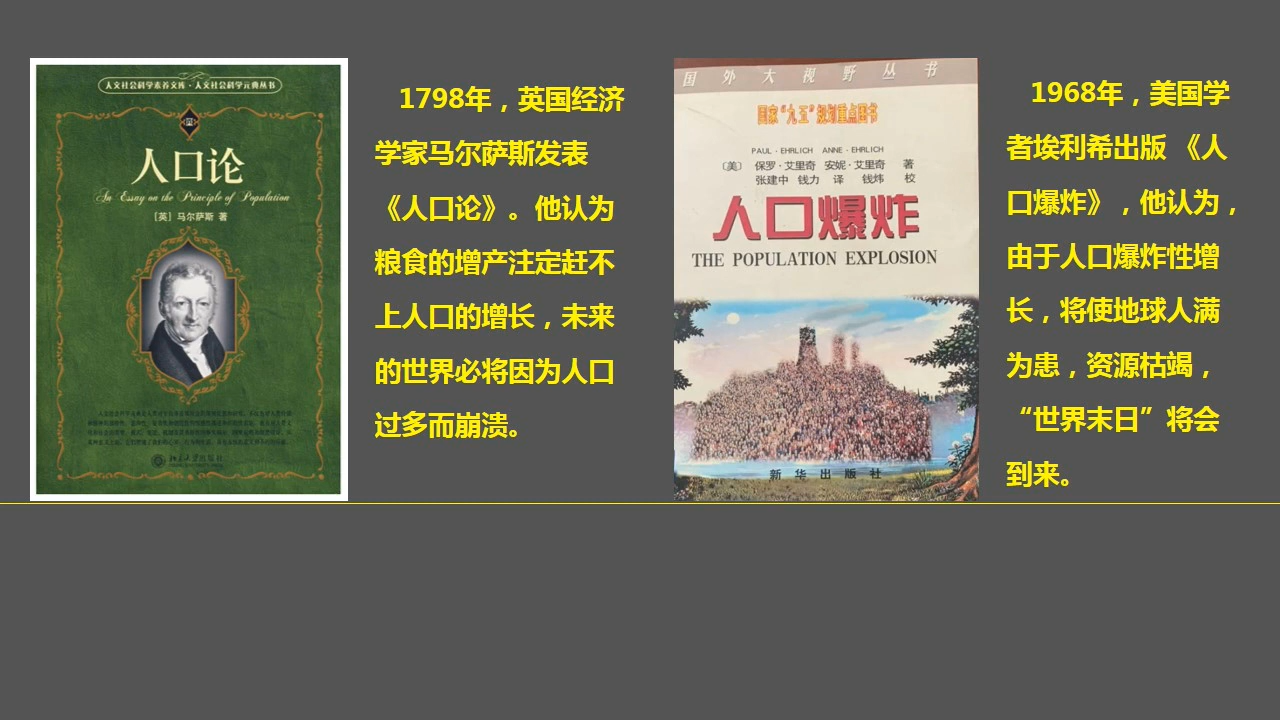 人文社会科学素养文库·人文社会科学元典丛书
人口论
An Essay on the Principle of Population
[英] 马尔萨斯 著
北京大学出版社
1798年，英国经济
学家马尔萨斯发表
《人口论》。他认为
粮食的增产注定赶不
上人口的增长，未来
的世界必将因为人口
过多而崩溃。
国外大视野丛书
国家“九五”规划重点图书
PAUL·EHRLICH ANNE·EHRLICH
〔美〕 保罗·艾里奇 安妮·艾里奇 著
张建中 钱力 译 钱炜 校
人口爆炸
THE POPULATION EXPLOSION
新华出版社
1968年，美国学
者埃利希出版 《人
口爆炸》，他认为，
由于人口爆炸性增
长，将使地球人满
为患，资源枯竭，
“世界末日”将会
到来。